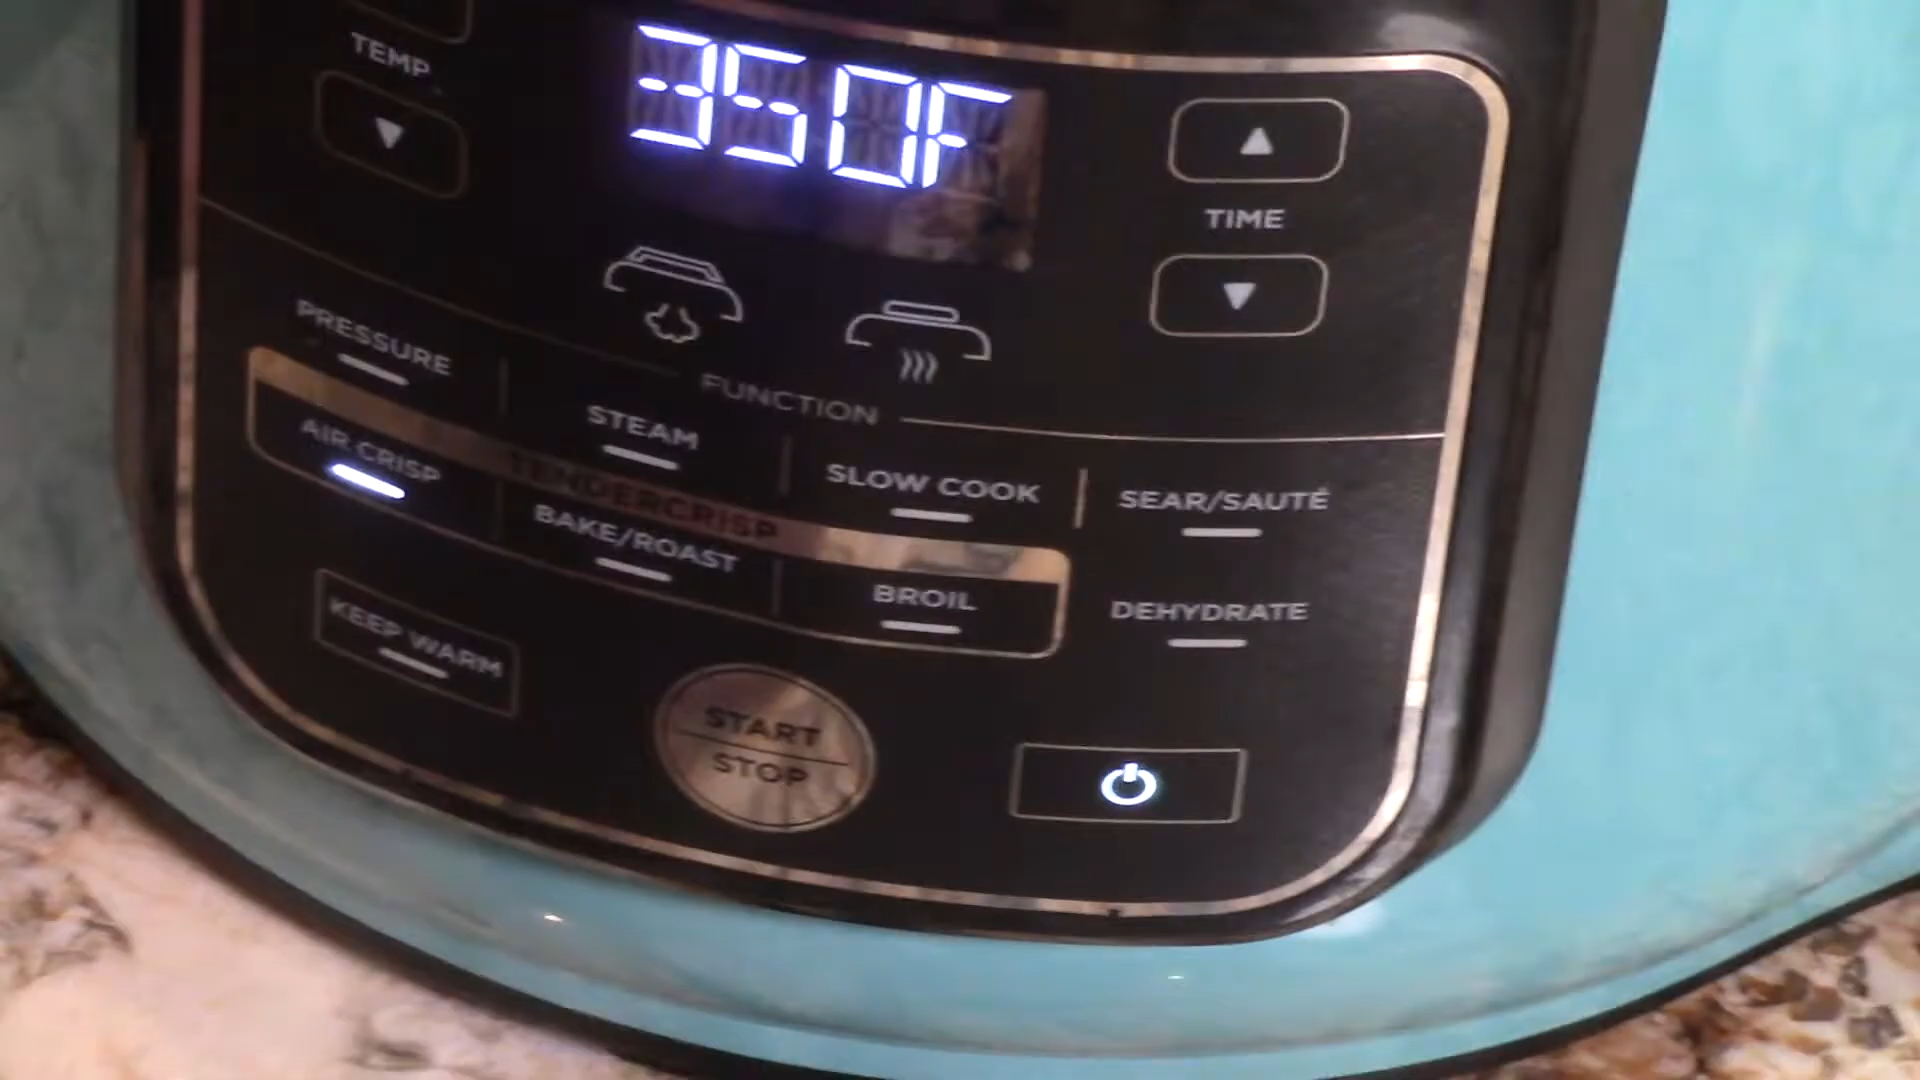 350F
TEMP
TIME
FUNCTION
PRESSURE
STEAM
SLOW COOK
SEAR/SAUTÉ
TENDERCRISP
AIR CRISP
BAKE/ROAST
BROIL
DEHYDRATE
KEEP WARM
START
STOP